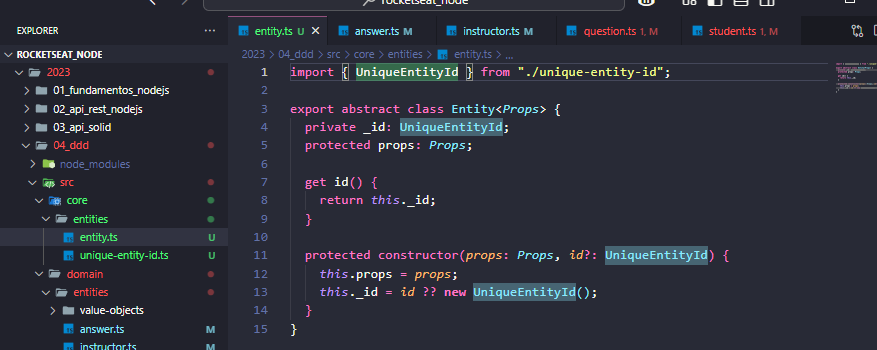 rocketseat_node
EXPLORER
...
ROCKETSEAT_NODE
2023
01_fundamentos_nodejs
02_api_rest_nodejs
03_api_solid
04_ddd
node_modules
src
core
entities
entity.ts U
unique-entity-id.ts U
domain
entities
value-objects
answer.ts M
instructor.ts M
entity.ts U
answer.ts M
instructor.ts M
question.ts 1, M
student.ts 1, M
2023 > 04_ddd > src > core > entities > entity.ts > ...
1 import { UniqueEntityId } from "./unique-entity-id";
2
3 export abstract class Entity<Props> {
4 private _id: UniqueEntityId;
5 protected props: Props;
6
7 get id() {
8 return this._id;
9 }
10
11 protected constructor(props: Props, id?: UniqueEntityId) {
12 this.props = props;
13 this._id = id ?? new UniqueEntityId();
14 }
15 }